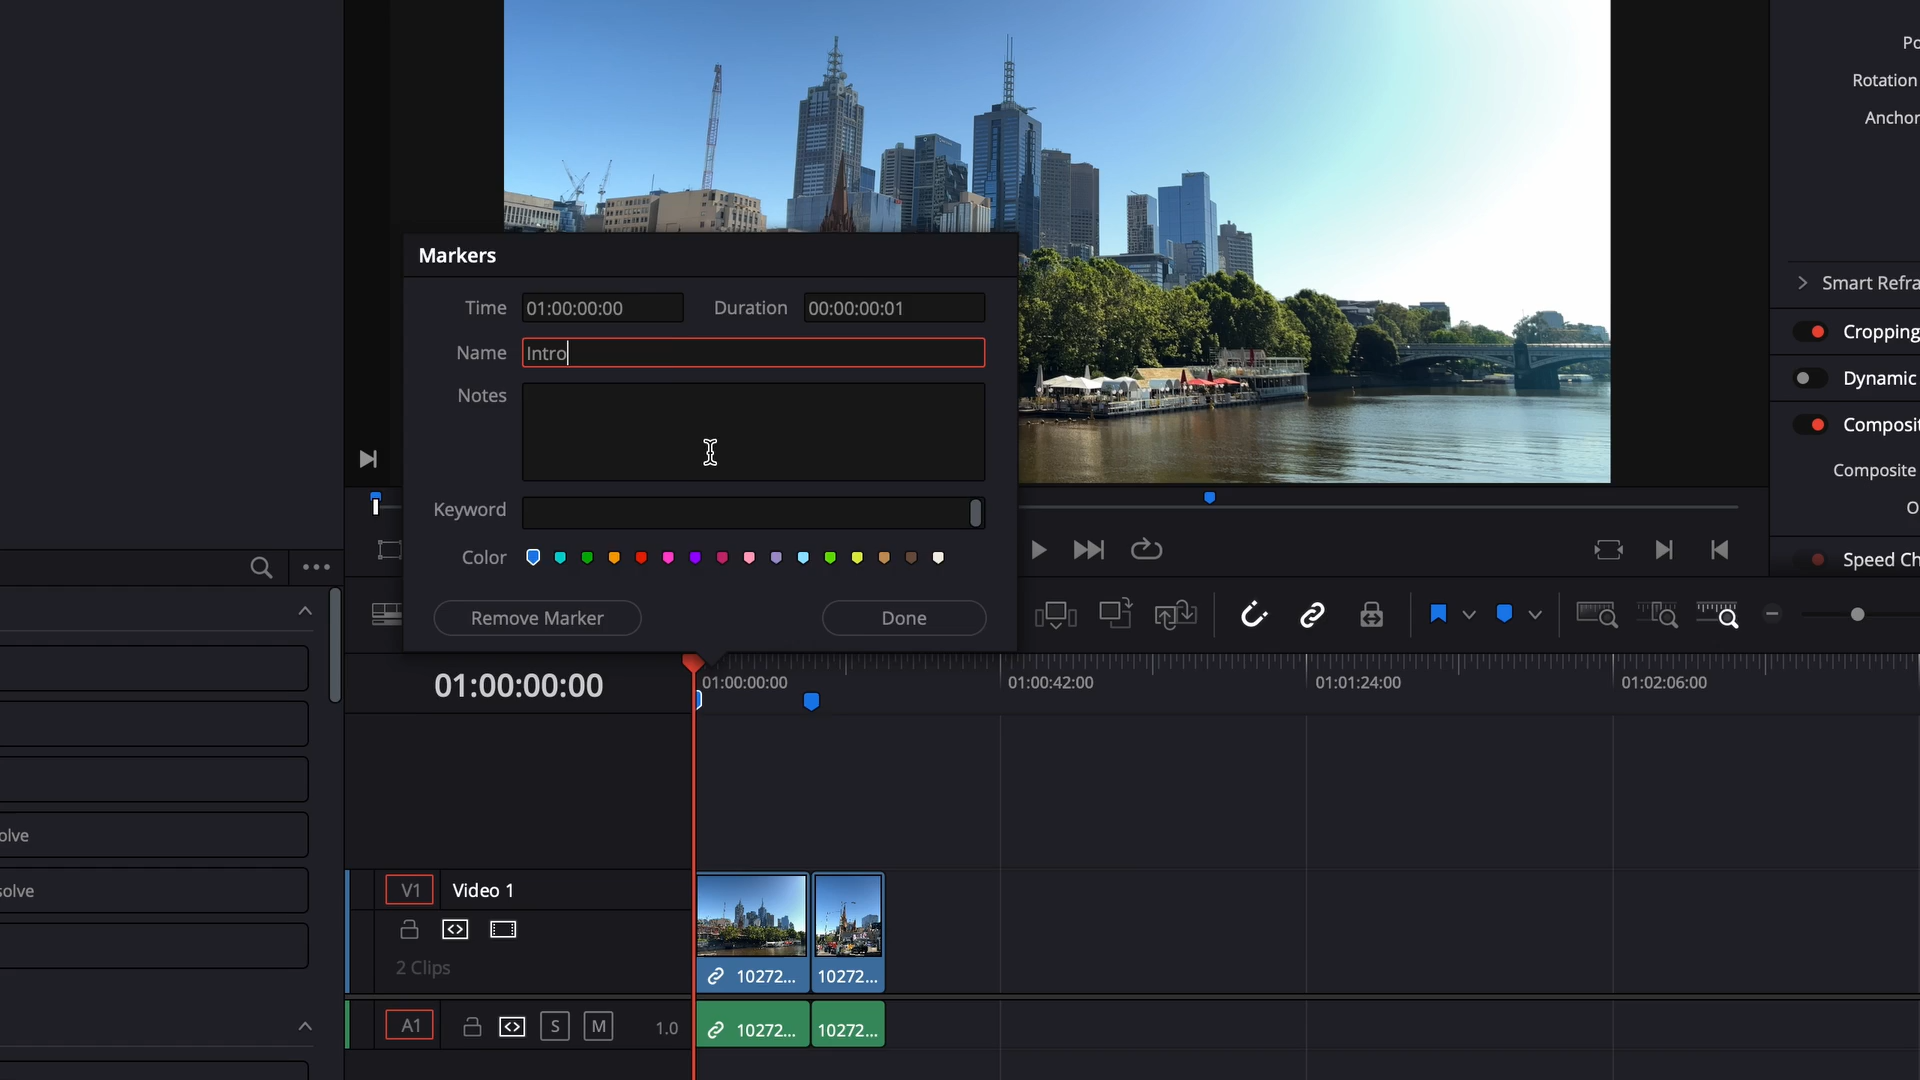 Po
Rotation
Anchor
Smart Refra
Cropping
Dynamic
Composit
Composite
O
Speed Ch
Markers
Time 01:00:00:00 Duration 00:00:00:01
Name Intro
Notes
Keyword
Color
Remove Marker Done
01:00:00:00
01:00:00:00 01:00:42:00 01:01:24:00 01:02:06:00
olve
solve
V1 Video 1
2 Clips
10272... 10272...
A1 S M 1.0 10272... 10272...